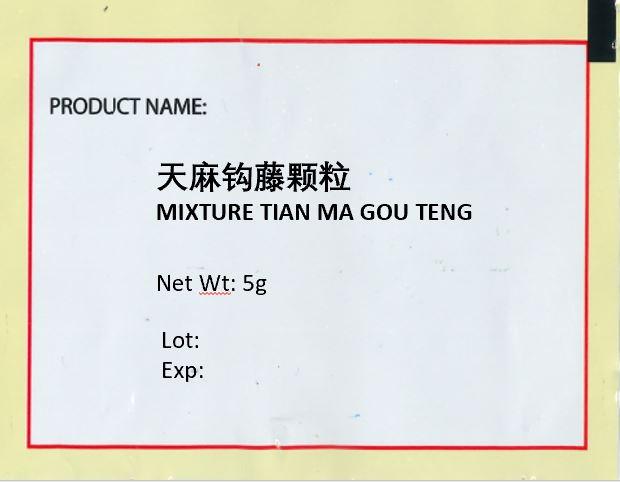 PRODUCT NAME:
天麻钩藤颗粒
MIXTURE TIAN MA GOU TENG
Net Wt: 5g
Lot:
Exp: